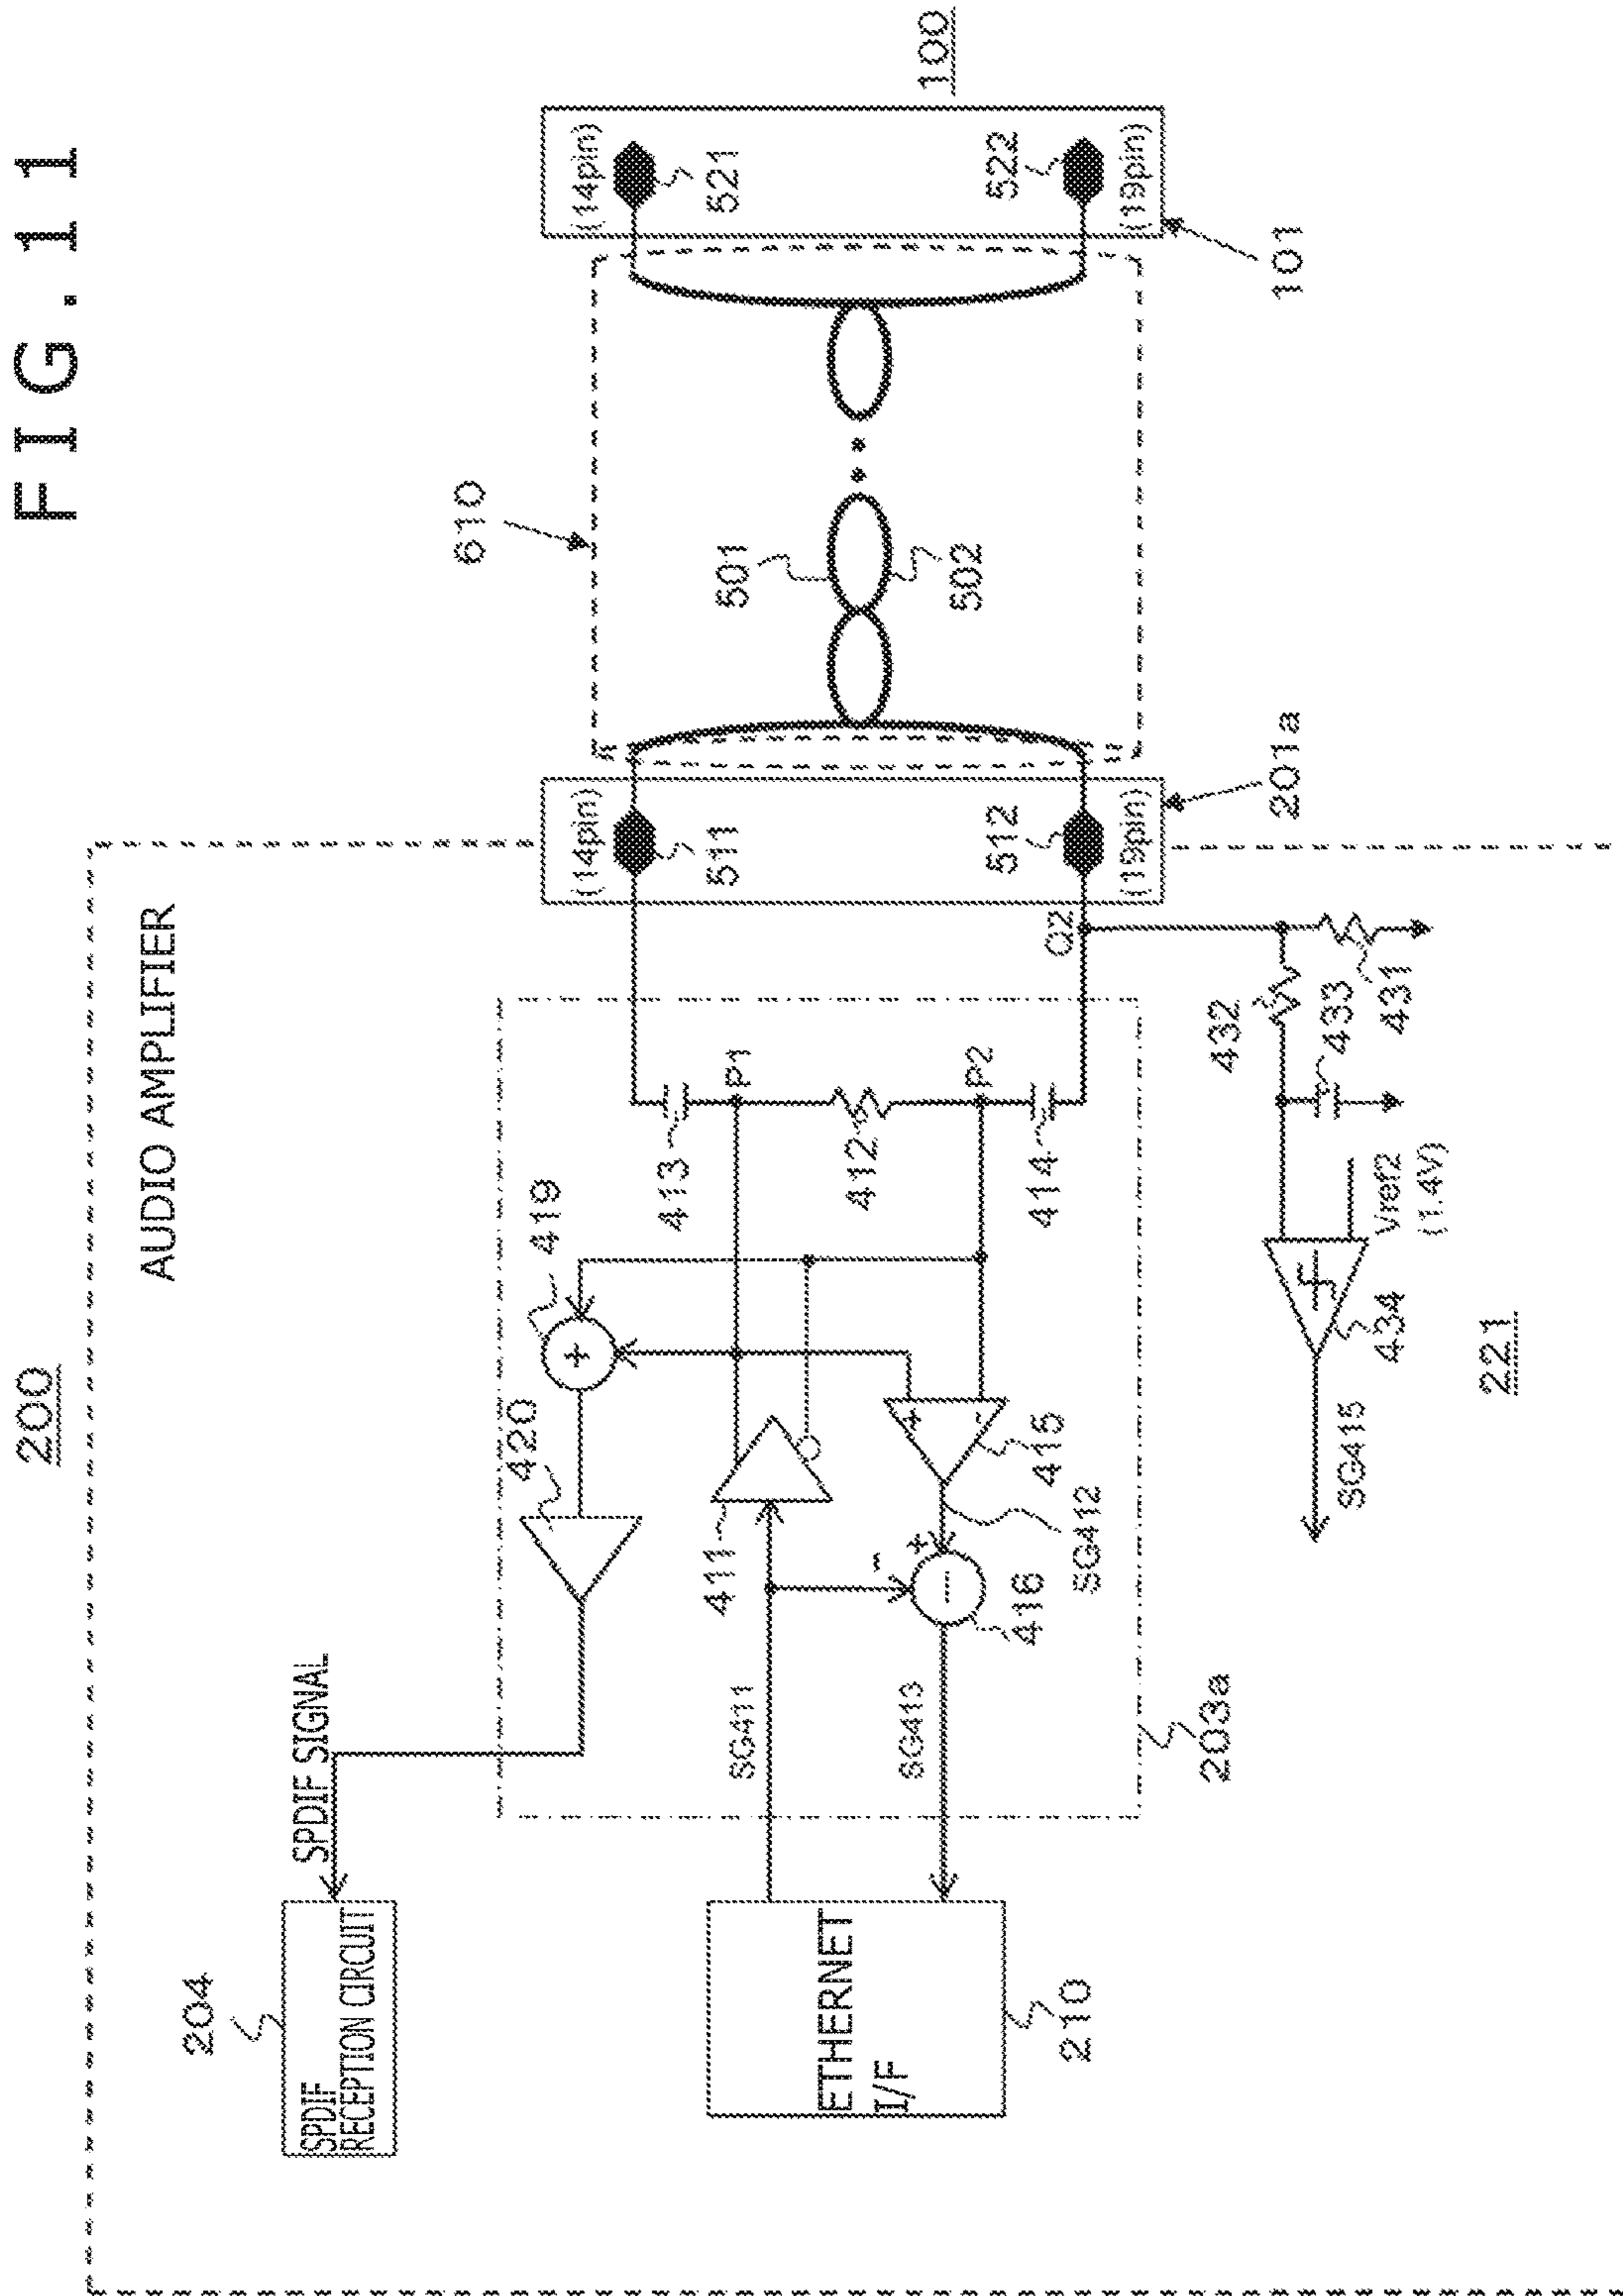 FIG.11
200
AUDIO AMPLIFIER
204
SPDIF
RECEPTION CIRCUIT
SPDIF SIGNAL
420
419
203a
210
ETHERNET
I/F
SG411
SG413
411
416
SG412
415
-
+
+
-
+
413
P1
412
P2
414
Q2
(14pin)
511
512
(19pin)
201a
610
501
502
(14pin)
521
522
(19pin)
101
100
432
433
431
Vref2
(1.4V)
434
SG415
221